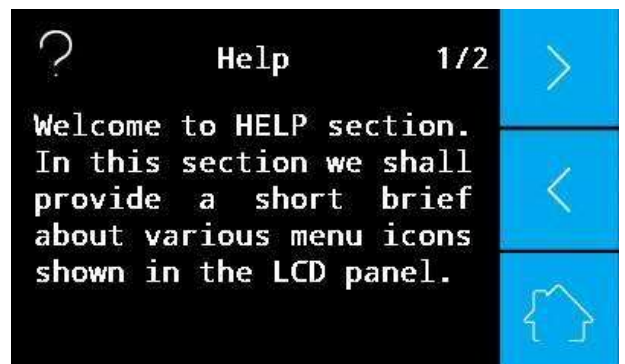 ? Help 1/2
Welcome to HELP section.
In this section we shall
provide a short brief
about various menu icons
shown in the LCD panel.